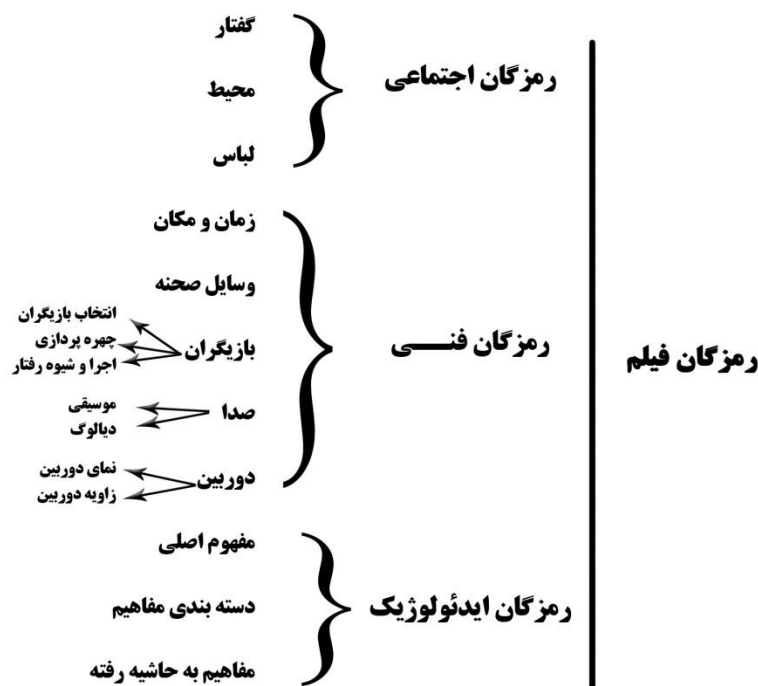 رمزگان فیلم
رمزگان اجتماعی
گفتار
محیط
لباس
رمزگان فنـــی
زمان و مکان
وسایل صحنه
بازیگران
انتخاب بازیگران
چهره پردازی
اجرا و شیوه رفتار
صدا
موسیقی
دیالوگ
دوربین
نمای دوربین
زاویه دوربین
رمزگان ایدئولوژیک
مفهوم اصلی
دسته بندی مفاهیم
مفاهیم به حاشیه رفته